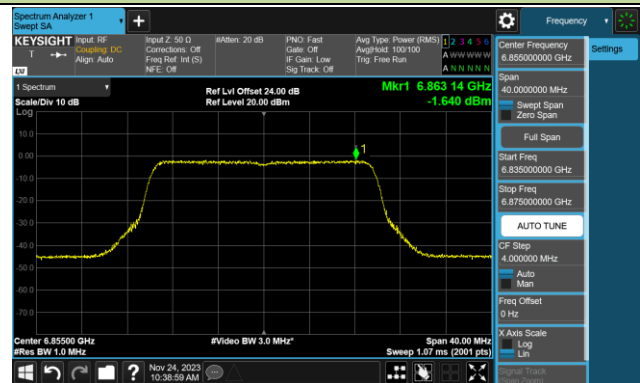 Spectrum Analyzer 1
Swept SA
Frequency
KEYSIGHT
Input: RF
Coupling: DC
Align: Auto
Input Z: 50 Ω
Corrections: Off
Freq Ref: Int (S)
NFE: Off
#Atten: 20 dB
PNO: Fast
Gate: Off
IF Gain: Low
Sig Track: Off
Avg Type: Power (RMS)
Avg|Hold: 100/100
Trig: Free Run
1 2 3 4 5 6
A W W W W W
A N N N N N
LXI
1 Spectrum
Scale/Div 10 dB
Log
Ref Lvl Offset 24.00 dB
Ref Level 20.00 dBm
Mkr1 6.863 14 GHz
-1.640 dBm
1
10.0
0.00
-10.0
-20.0
-30.0
-40.0
-50.0
-60.0
-70.0
Center 6.85500 GHz
#Res BW 1.0 MHz
#Video BW 3.0 MHz*
Span 40.00 MHz
Sweep 1.07 ms (2001 pts)
Nov 24, 2023
10:38:59 AM
Center Frequency
6.855000000 GHz
Settings
Span
40.0000000 MHz
Swept Span
Zero Span
Full Span
Start Freq
6.835000000 GHz
Stop Freq
6.875000000 GHz
AUTO TUNE
CF Step
4.000000 MHz
Auto
Man
Freq Offset
0 Hz
X Axis Scale
Log
Lin
Signal Track
(Span Zoom)